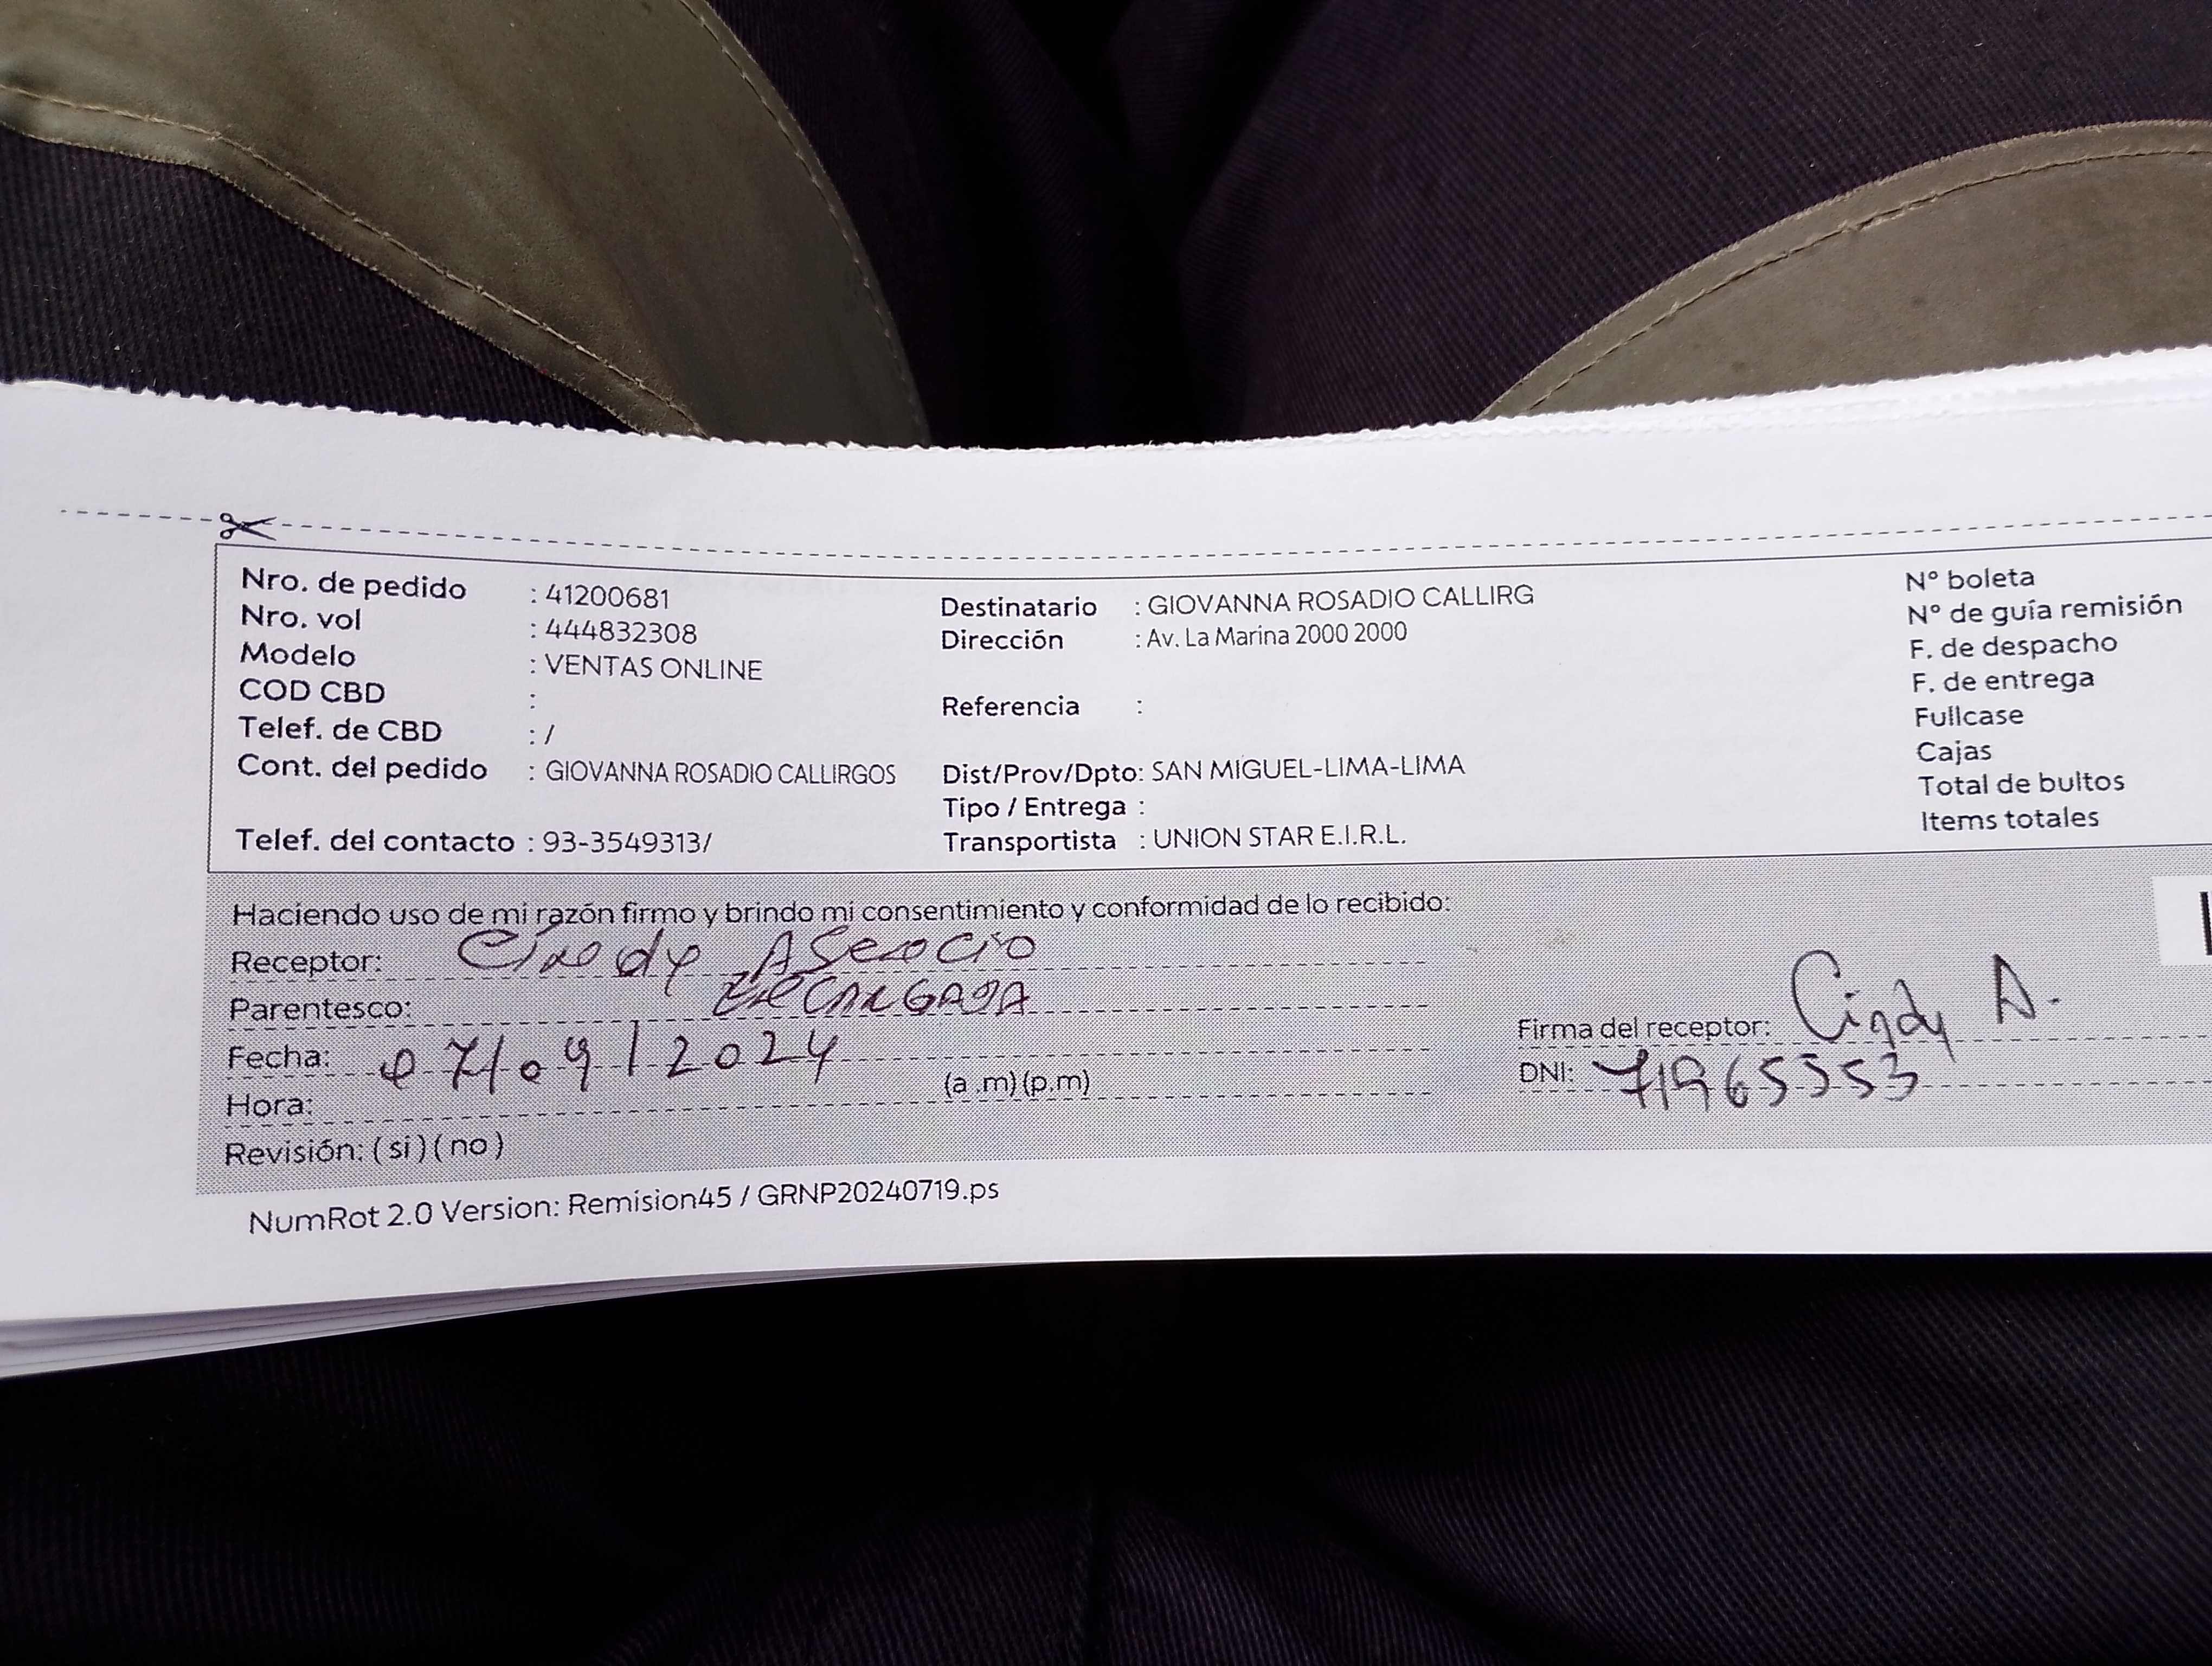 Nro. de pedido : 41200681
Nro. vol : 444832308
Modelo : VENTAS ONLINE
COD CBD :
Telef. de CBD : /
Cont. del pedido : GIOVANNA ROSADIO CALLIRGOS
Telef. del contacto : 93-3549313/
Destinatario : GIOVANNA ROSADIO CALLIRG
Dirección : Av. La Marina 2000 2000
Referencia :
Dist/Prov/Dpto: SAN MIGUEL-LIMA-LIMA
Tipo / Entrega :
Transportista : UNION STAR E.I.R.L.
N° boleta
N° de guía remisión
F. de despacho
F. de entrega
Fullcase
Cajas
Total de bultos
Items totales
Haciendo uso de mi razón firmo y brindo mi consentimiento y conformidad de lo recibido:
Receptor: Cindy Asencio
Parentesco: ENCARGADA
Fecha: 07/09/2024
Hora: (a .m) (p.m)
Revisión: ( si ) ( no )
Firma del receptor: Cindy A.
DNI: 71965553
NumRot 2.0 Version: Remision45 / GRNP20240719.ps